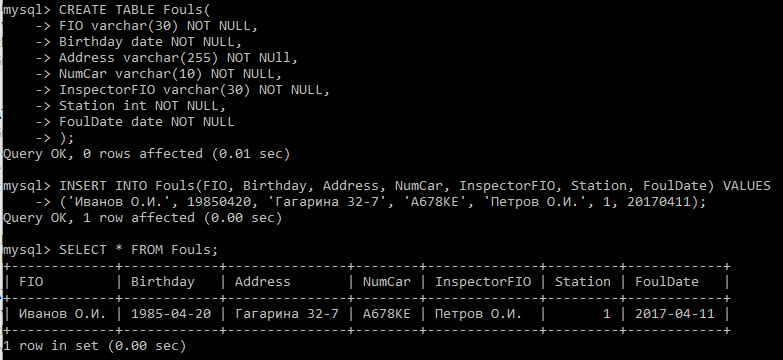 mysql> CREATE TABLE Fouls(
    -> FIO varchar(30) NOT NULL,
    -> Birthday date NOT NULL,
    -> Address varchar(255) NOT NUll,
    -> NumCar varchar(10) NOT NULL,
    -> InspectorFIO varchar(30) NOT NULL,
    -> Station int NOT NULL,
    -> FoulDate date NOT NULL
    -> );
Query OK, 0 rows affected (0.01 sec)

mysql> INSERT INTO Fouls(FIO, Birthday, Address, NumCar, InspectorFIO, Station, FoulDate) VALUES
    -> ('Иванов О.И.', 19850420, 'Гагарина 32-7', 'А678КЕ', 'Петров О.И.', 1, 20170411);
Query OK, 1 row affected (0.00 sec)

mysql> SELECT * FROM Fouls;
+-------------+------------+---------------+--------+--------------+---------+------------+
| FIO         | Birthday   | Address       | NumCar | InspectorFIO | Station | FoulDate   |
+-------------+------------+---------------+--------+--------------+---------+------------+
| Иванов О.И. | 1985-04-20 | Гагарина 32-7 | А678КЕ | Петров О.И.  |       1 | 2017-04-11 |
+-------------+------------+---------------+--------+--------------+---------+------------+
1 row in set (0.00 sec)